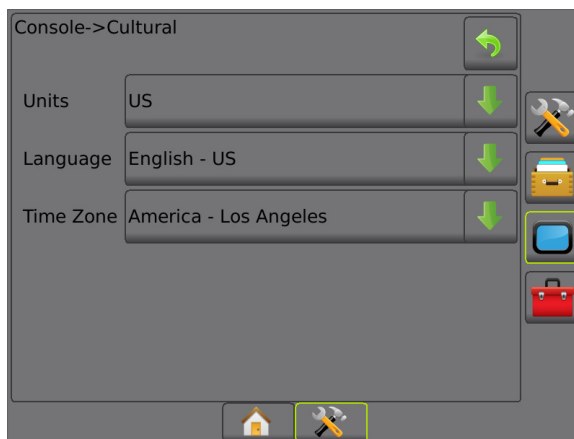 Console->Cultural
Units US
Language English - US
Time Zone America - Los Angeles